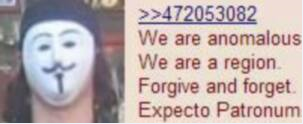 >>472053082
We are anomalous
We are a region.
Forgive and forget.
Expecto Patronum